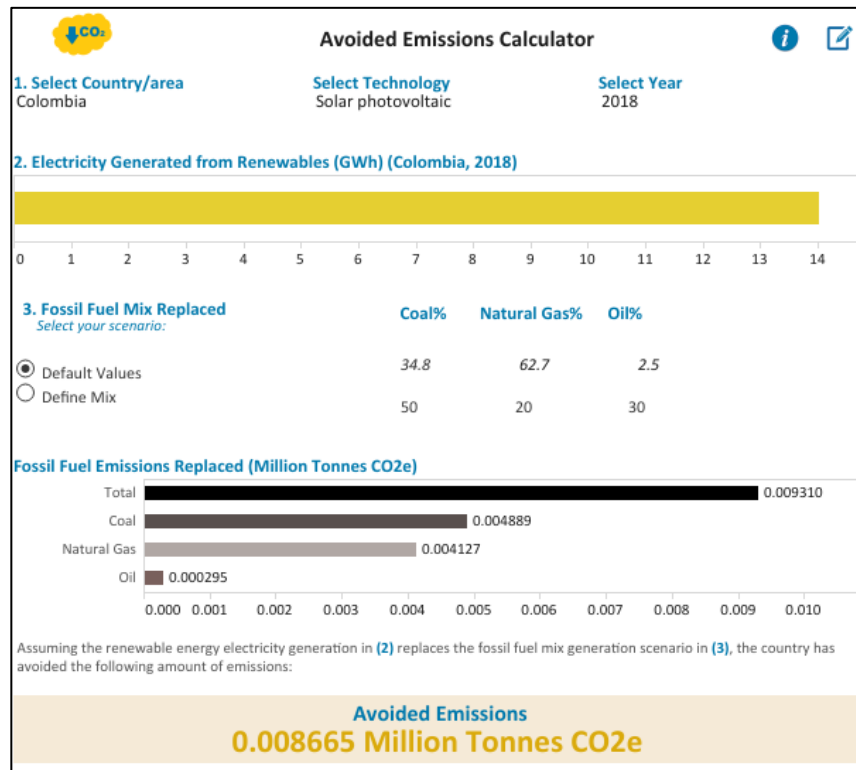 CO₂
Avoided Emissions Calculator
i
1. Select Country/area Select Technology Select Year
Colombia Solar photovoltaic 2018
2. Electricity Generated from Renewables (GWh) (Colombia, 2018)
0 1 2 3 4 5 6 7 8 9 10 11 12 13 14
3. Fossil Fuel Mix Replaced Coal% Natural Gas% Oil%
Select your scenario:
Default Values 34.8 62.7 2.5
Define Mix 50 20 30
Fossil Fuel Emissions Replaced (Million Tonnes CO2e)
Total 0.009310
Coal 0.004889
Natural Gas 0.004127
Oil 0.000295
0.000 0.001 0.002 0.003 0.004 0.005 0.006 0.007 0.008 0.009 0.010
Assuming the renewable energy electricity generation in (2) replaces the fossil fuel mix generation scenario in (3), the country has
avoided the following amount of emissions:
Avoided Emissions
0.008665 Million Tonnes CO2e